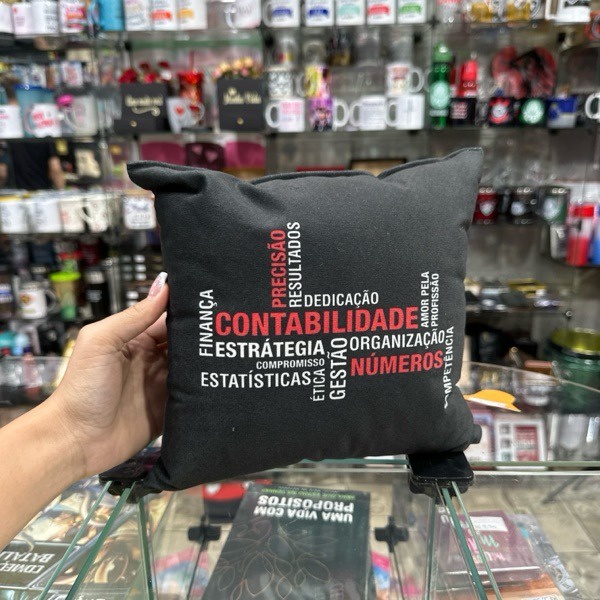 PRECISÃO
RESULTADOS
DEDICAÇÃO
FINANÇA
CONTABILIDADE
AMOR PELA
PROFISSÃO
ESTRÁTEGIA
GESTÃO
ORGANIZAÇÃO
COMPROMISSO
NÚMEROS
ESTATÍSTICAS
ÉTICA
COMPETÊNCIA
UMA VIDA COM
PROPÓSITOS